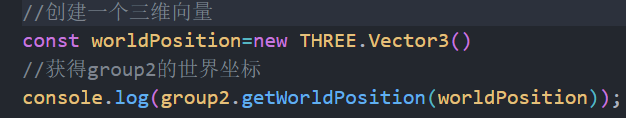 //创建一个三维向量
const worldPosition=new THREE.Vector3()
//获得group2的世界坐标
console.log(group2.getWorldPosition(worldPosition));